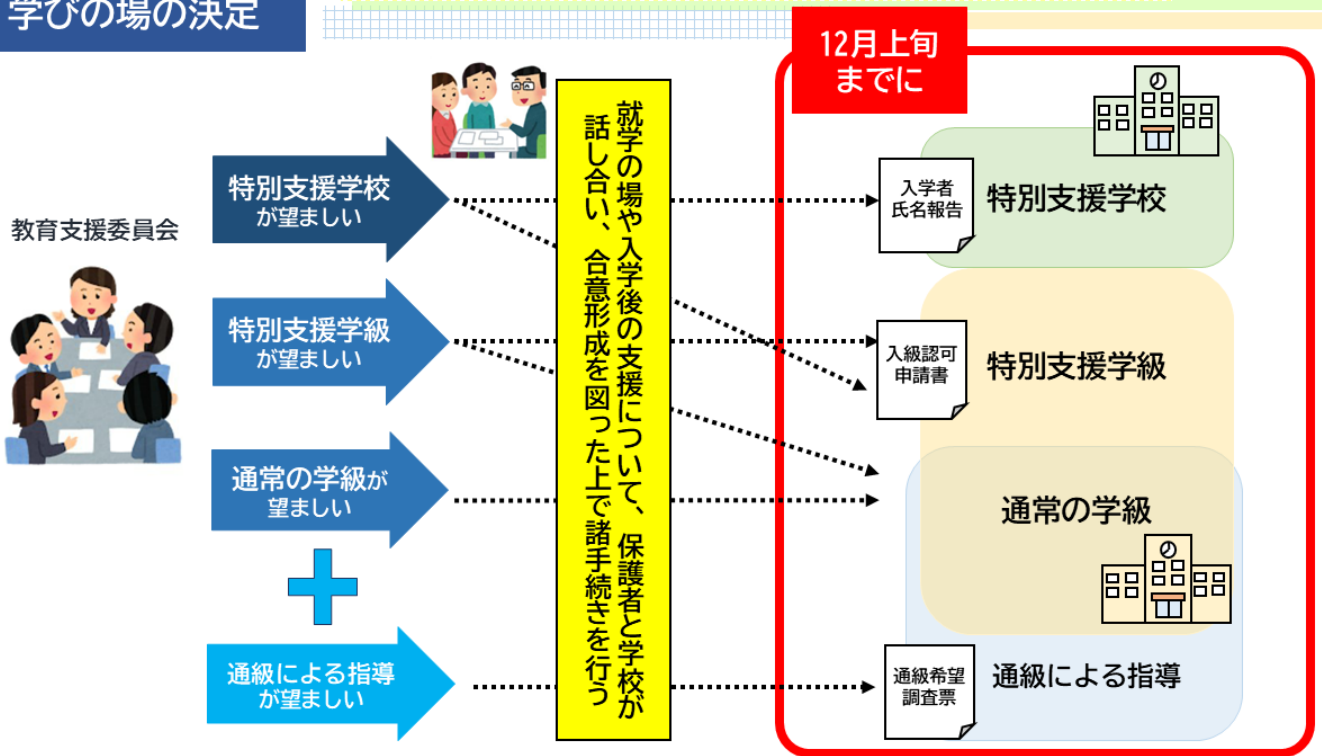 学びの場の決定
12月上旬
までに
教育支援委員会
特別支援学校
が望ましい
特別支援学級
が望ましい
通常の学級が
望ましい
通級による指導
が望ましい
就学の場や入学後の支援について、保護者と学校が
話し合い、合意形成を図った上で諸手続きを行う
入学者
氏名報告
特別支援学校
入級認可
申請書
特別支援学級
通常の学級
通級希望
調査票
通級による指導